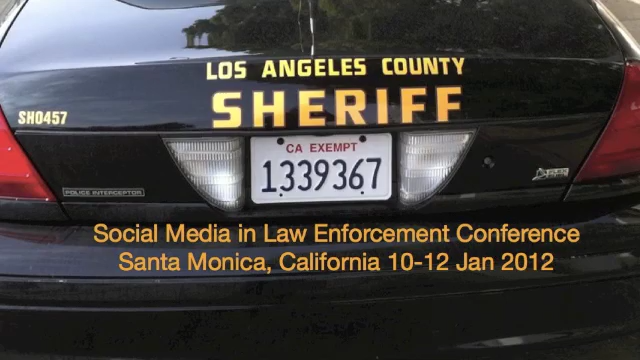 LOS ANGELES COUNTY
SHERIFF
SH0457
CA EXEMPT
1339367
POLICE INTERCEPTOR
Social Media in Law Enforcement Conference
Santa Monica, California 10-12 Jan 2012